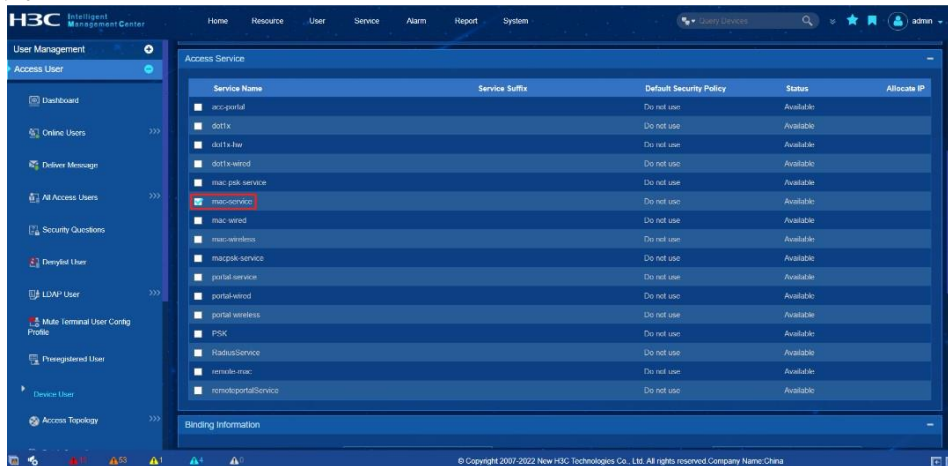 H3C Intelligent Management Center
Home Resource User Service Alarm Report System Query Devices admin
User Management
Access User
Dashboard
Online Users >>>
Deliver Message
All Access Users >>>
Security Questions
Denylist User
LDAP User >>>
Mute Terminal User Config Profile
Preregistered User
Device User
Access Topology >>>
Access Service
Service Name Service Suffix Default Security Policy Status Allocate IP
acc-portal Do not use Available
dot1x Do not use Available
dot1x-hw Do not use Available
dot1x-wired Do not use Available
mac psk-service Do not use Available
mac-service Do not use Available
mac-wired Do not use Available
mac-wireless Do not use Available
macpsk-service Do not use Available
portal-service Do not use Available
portal-wired Do not use Available
portal wireless Do not use Available
PSK Do not use Available
RadiusService Do not use Available
remote-mac Do not use Available
remoteportalService Do not use Available
Binding Information
53 1 4 0
© Copyright 2007-2022 New H3C Technologies Co., Ltd. All rights reserved.Company Name:China